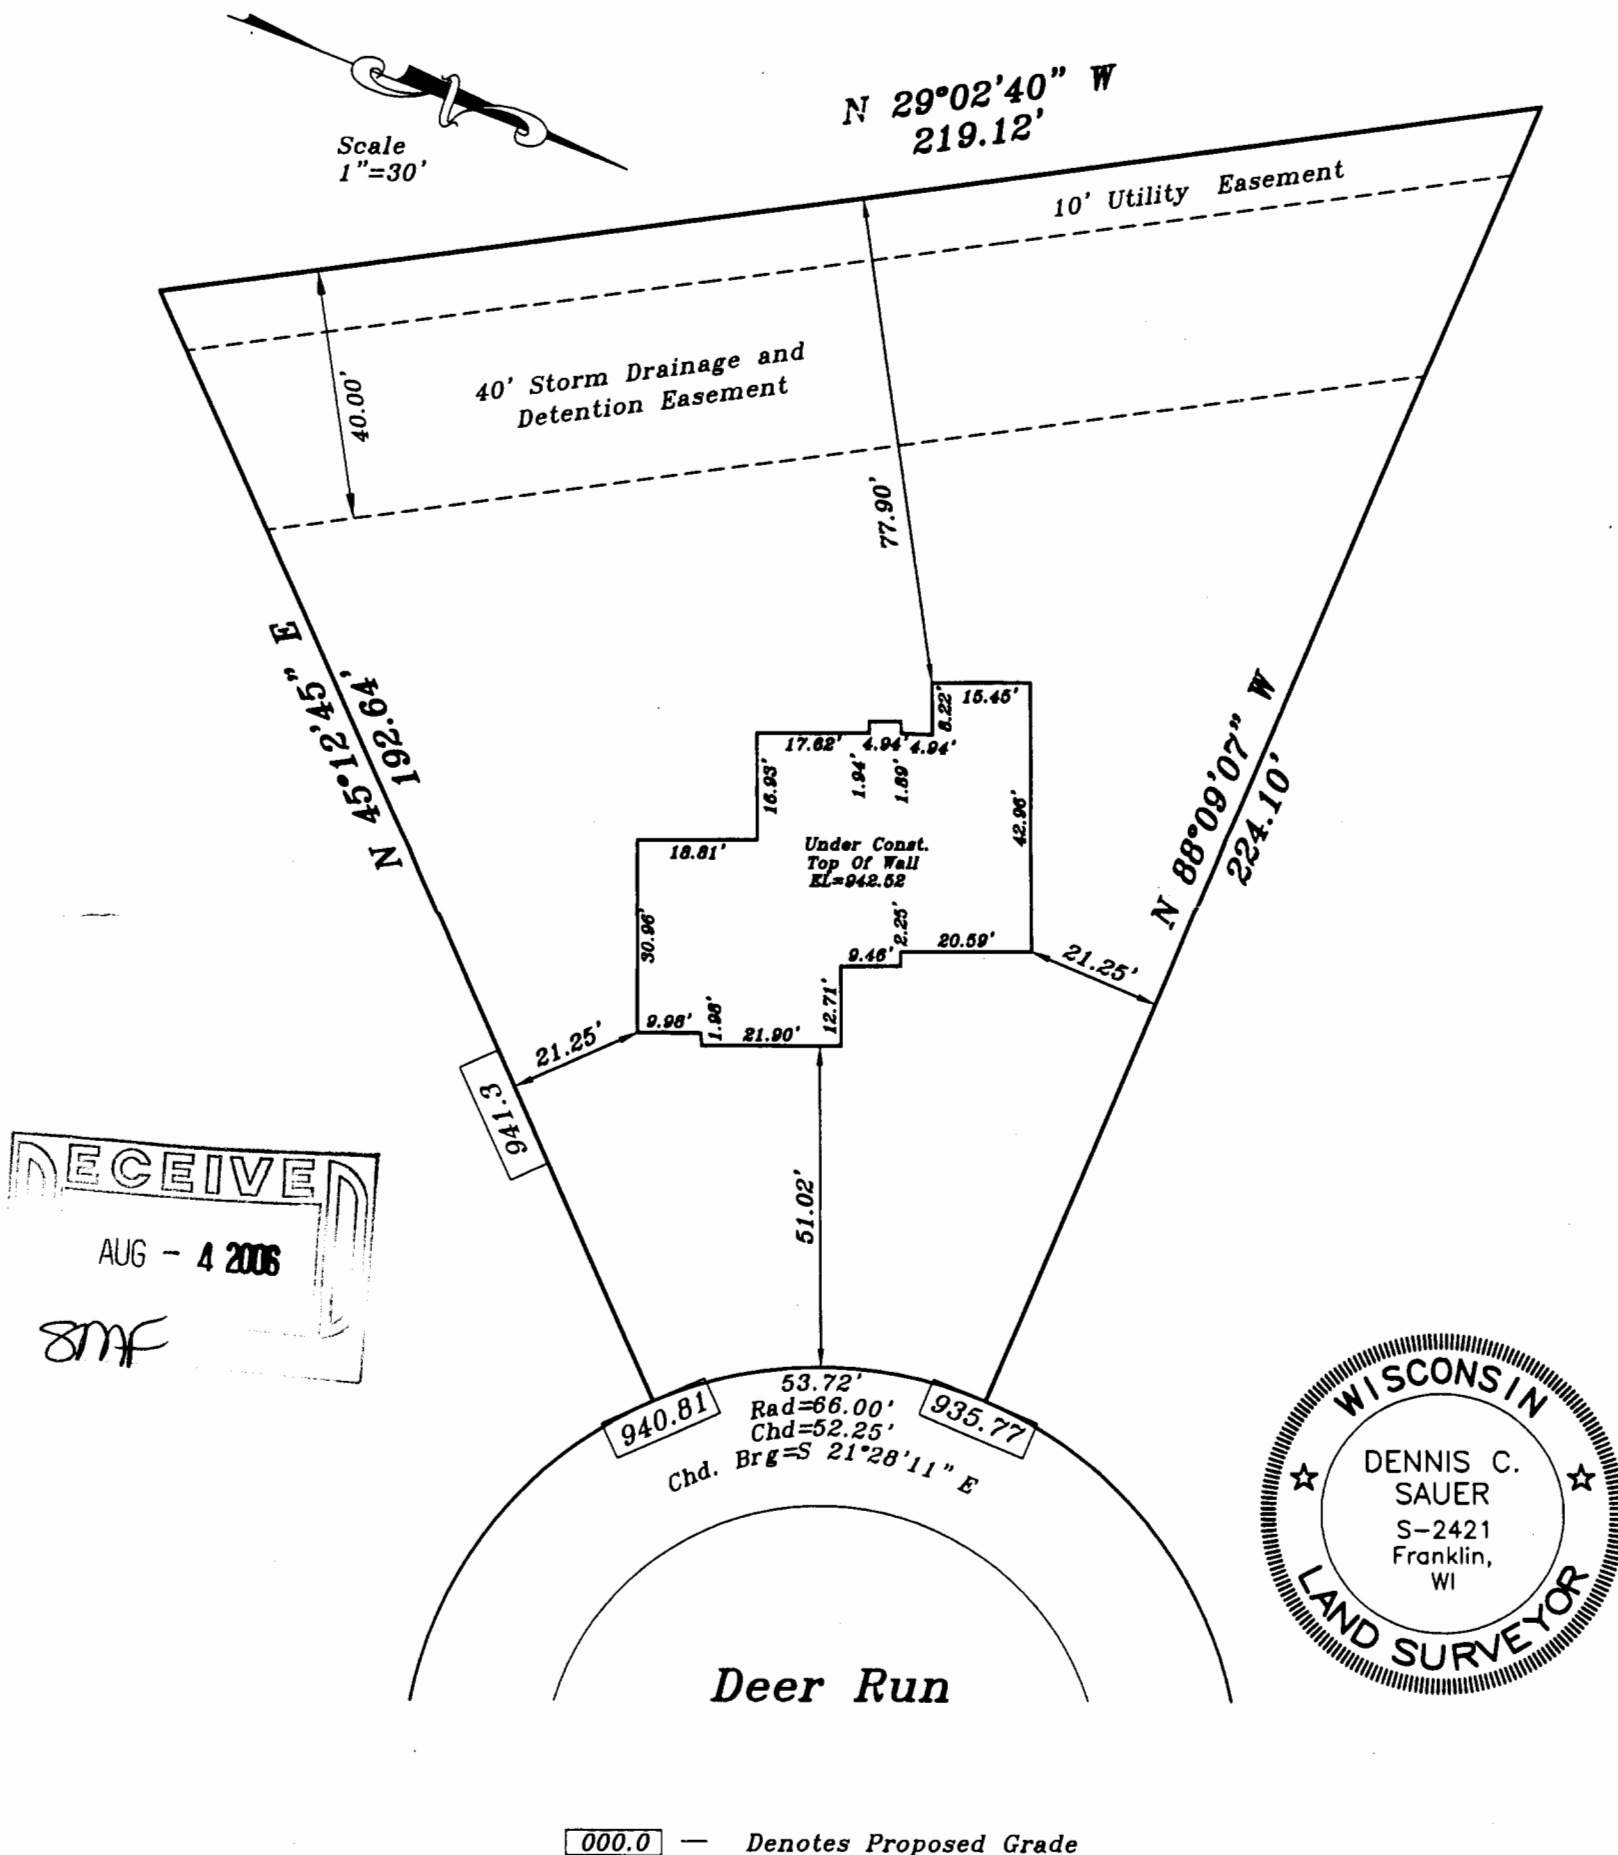 N 29°02'40" W
219.12'
Scale
1"=30'
10' Utility Easement
40' Storm Drainage and
Detention Easement
40.00'
77.90'
N 45°12'45" E
192.64'
N 88°09'07" W
224.10'
15.45'
17.62' 4.94' 4.94'
16.93' 1.94' 1.89'
42.96'
18.81'
Under Const.
Top Of Wall
EL=942.52
30.96'
2.25'
9.46' 20.59'
21.25'
12.71'
9.98' 1.98' 21.90'
21.25'
941.3
51.02'
RECEIVED
AUG - 4 2006
SMF
53.72'
Rad=66.00'
Chd=52.25'
Chd. Brg=S 21°28'11" E
940.81
935.77
WISCONSIN
DENNIS C.
SAUER
S-2421
Franklin,
WI
LAND SURVEYOR
Deer Run
000.0 — Denotes Proposed Grade